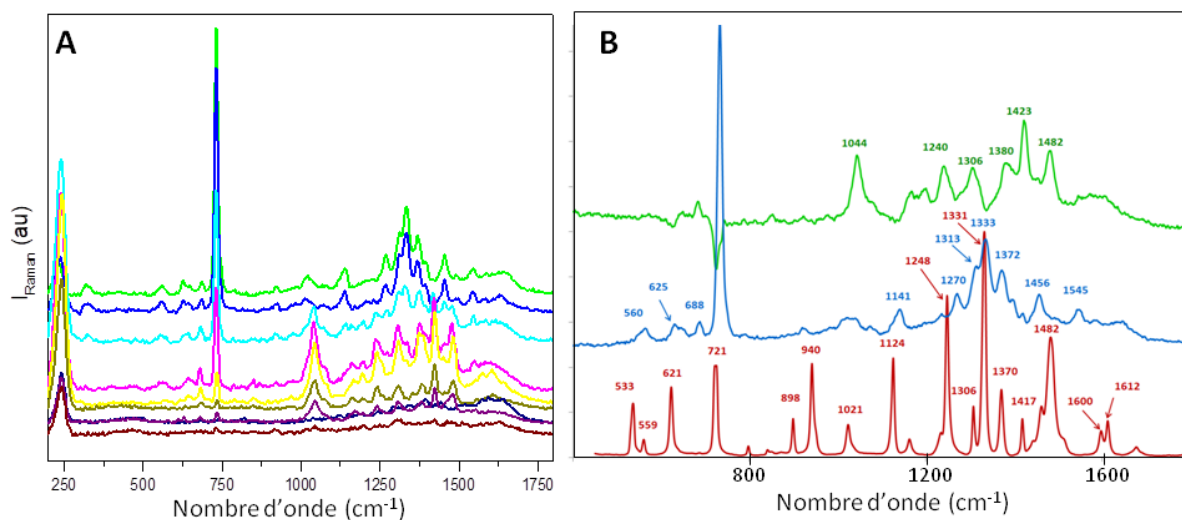 A
I Raman (au)
250 500 750 1000 1250 1500 1750
Nombre d’onde (cm-1)
B
1423
1044 1240 1380 1482
1306
1331 1333
1313 1372
1248 1270
625 688 1141 1456 1545
560
721 940 1124 1482
533 621 1370
898 1306 1612
559 1021 1417 1600
800 1200 1600
Nombre d’onde (cm-1)